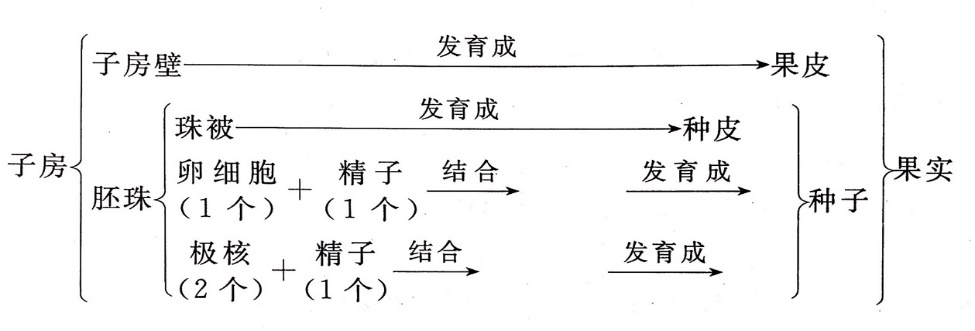 发育成
子房壁 果皮
发育成
珠被 种皮
子房 胚珠 卵细胞 + 精子 结合 发育成 种子 果实
(1个) (1个)
极核 + 精子 结合 发育成
(2个) (1个)